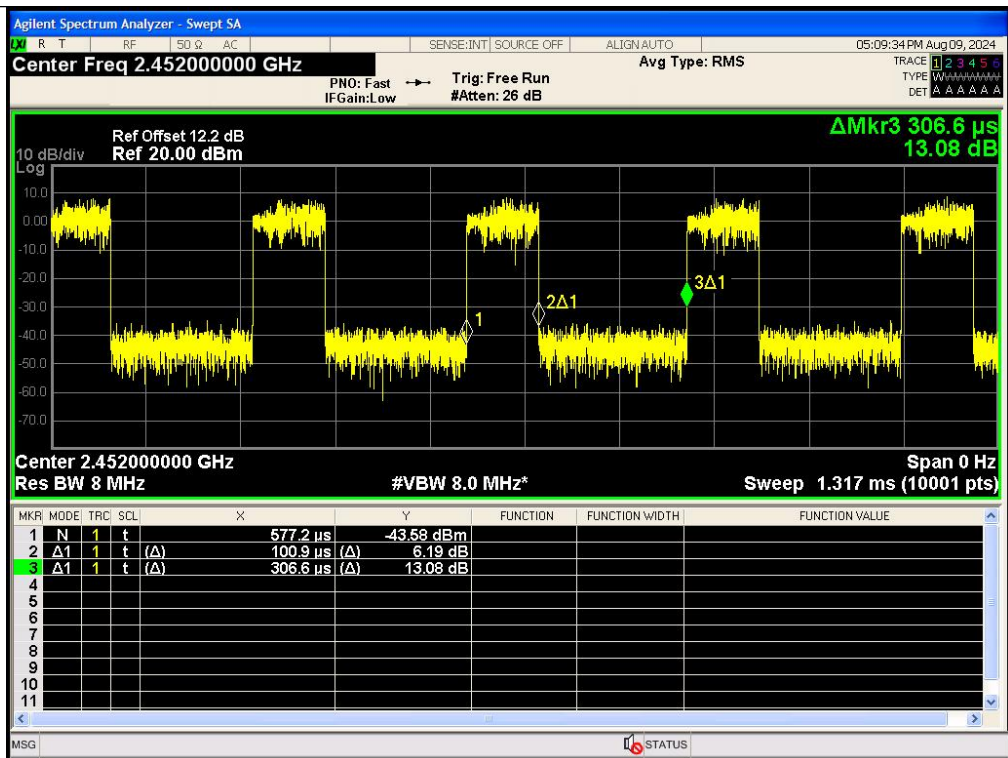 Agilent Spectrum Analyzer - Swept SA
LXI R T RF 50 Ω AC SENSE:INT SOURCE OFF ALIGN AUTO 05:09:34 PM Aug 09, 2024
Center Freq 2.452000000 GHz Avg Type: RMS TRACE 1 2 3 4 5 6
PNO: Fast Trig: Free Run TYPE W
IFGain:Low #Atten: 26 dB DET A A A A A A
ΔMkr3 306.6 µs
Ref Offset 12.2 dB
10 dB/div Ref 20.00 dBm 13.08 dB
Log
10.0
0.00
-10.0
-20.0
3Δ1
2Δ1
-30.0
1
-40.0
-50.0
-60.0
-70.0
Center 2.452000000 GHz Span 0 Hz
Res BW 8 MHz #VBW 8.0 MHz* Sweep 1.317 ms (10001 pts)
MKR MODE TRC SCL X Y FUNCTION FUNCTION WIDTH FUNCTION VALUE
1 N 1 t 577.2 µs -43.58 dBm
2 Δ1 1 t (Δ) 100.9 µs (Δ) 6.19 dB
3 Δ1 1 t (Δ) 306.6 µs (Δ) 13.08 dB
4
5
6
7
8
9
10
11
MSG STATUS